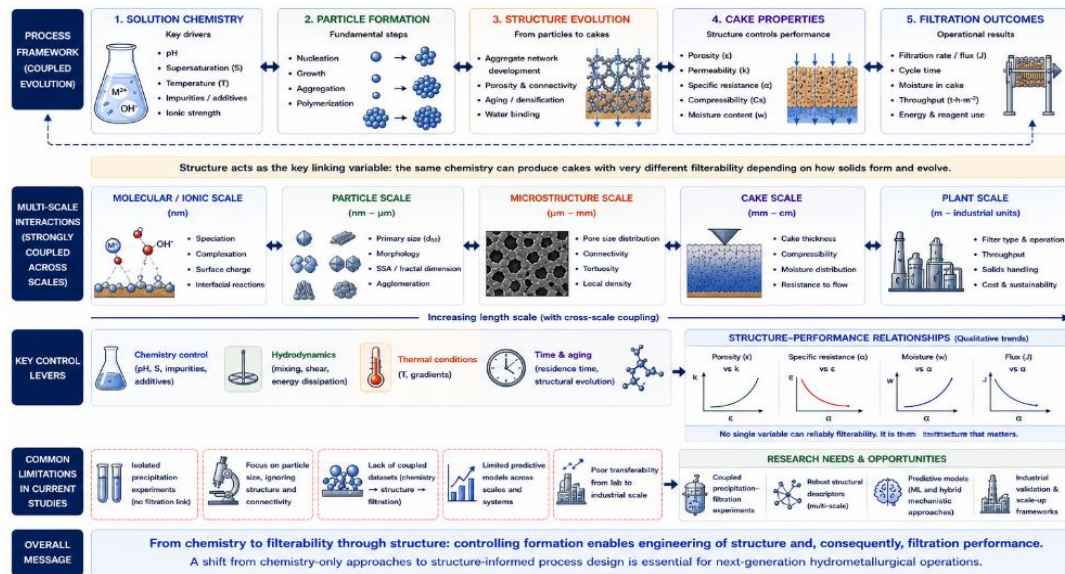 PROCESS
FRAMEWORK
(COUPLED
EVOLUTION)
1. SOLUTION CHEMISTRY
Key drivers
• pH
• Supersaturation (S)
• Temperature (T)
• Impurities / additives
• Ionic strength
M²⁺
OH⁻
2. PARTICLE FORMATION
Fundamental steps
• Nucleation
• Growth
• Aggregation
• Polymerization
3. STRUCTURE EVOLUTION
From particles to cakes
• Aggregate network
development
• Porosity & connectivity
• Aging / densification
• Water binding
4. CAKE PROPERTIES
Structure controls performance
• Porosity (ε)
• Permeability (k)
• Specific resistance (α)
• Compressibility (Cs)
• Moisture content (w)
5. FILTRATION OUTCOMES
Operational results
• Filtration rate / flux (J)
• Cycle time
• Moisture in cake
• Throughput (t·h·m⁻²)
• Energy & reagent use
Structure acts as the key linking variable: the same chemistry can produce cakes with very different filterability depending on how solids form and evolve.
MULTI-SCALE
INTERACTIONS
(STRONGLY
COUPLED
ACROSS
SCALES)
MOLECULAR / IONIC SCALE
(nm)
OH⁻
• Speciation
• Complexation
• Surface charge
• Interfacial reactions
PARTICLE SCALE
(nm – μm)
• Primary size (d₅₀)
• Morphology
• SSA / fractal dimension
• Agglomeration
MICROSTRUCTURE SCALE
(μm – mm)
• Pore size distribution
• Connectivity
• Tortuosity
• Local density
CAKE SCALE
(mm – cm)
• Cake thickness
• Compressibility
• Moisture distribution
• Resistance to flow
PLANT SCALE
(m – industrial units)
• Filter type & operation
• Throughput
• Solids handling
• Cost & sustainability
Increasing length scale (with cross-scale coupling)
KEY CONTROL
LEVERS
Chemistry control
(pH, S, impurities,
additives)
Hydrodynamics
(mixing, shear,
energy dissipation)
Thermal conditions
(T, gradients)
Time & aging
(residence time,
structural evolution)
STRUCTURE–PERFORMANCE RELATIONSHIPS (Qualitative trends)
Porosity (ε)
vs k
k
ε
Specific resistance (α)
vs ε
ε
α
Moisture (w)
vs α
w
α
Flux (J)
vs α
J
α
No single variable can reliably filterability. It is that matters.
COMMON
LIMITATIONS
IN CURRENT
STUDIES
Isolated
precipitation
experiments
(no filtration link)
Focus on particle
size, ignoring
structure and
connectivity
Lack of coupled
datasets (chemistry
→ structure →
filtration)
Limited predictive
models across
scales and
systems
Poor transferability
from lab to
industrial scale
RESEARCH NEEDS & OPPORTUNITIES
Coupled
precipitation–
filtration
experiments
Robust structural
descriptors
(multi-scale)
Predictive models
(ML and hybrid
mechanistic
approaches)
Industrial
validation &
scale-up
frameworks
OVERALL
MESSAGE
From chemistry to filterability through structure: controlling formation enables engineering of structure and, consequently, filtration performance.
A shift from chemistry-only approaches to structure-informed process design is essential for next-generation hydrometallurgical operations.